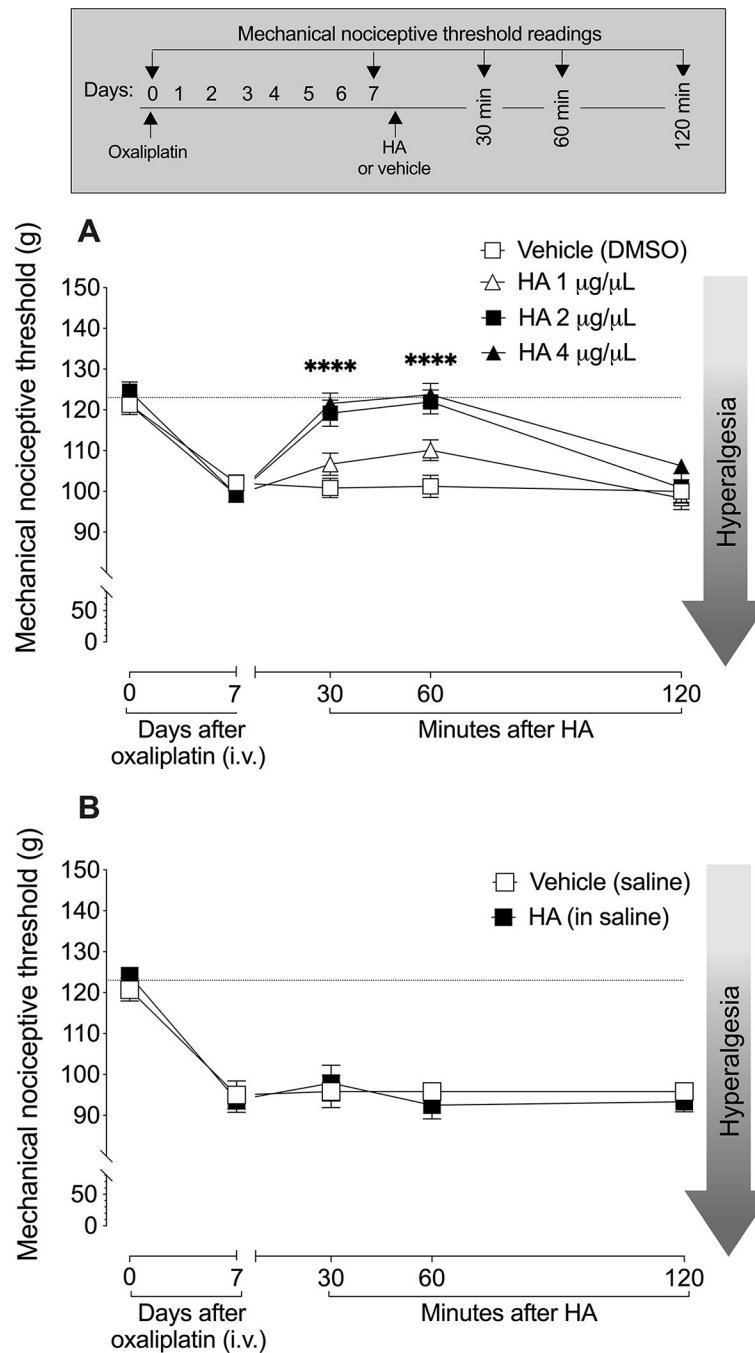 Mechanical nociceptive threshold readings
Days: 0 1 2 3 4 5 6 7 30 min 60 min 120 min
Oxaliplatin
HA
or vehicle
A
Mechanical nociceptive threshold (g)
Vehicle (DMSO)
HA 1 µg/µL
HA 2 µg/µL
HA 4 µg/µL
150
140
130
120
110
100
90
50
0
**** ****
Hyperalgesia
0 7 30 60 120
Days after
oxaliplatin (i.v.)
Minutes after HA
B
Mechanical nociceptive threshold (g)
Vehicle (saline)
HA (in saline)
150
140
130
120
110
100
90
50
0
Hyperalgesia
0 7 30 60 120
Days after
oxaliplatin (i.v.)
Minutes after HA